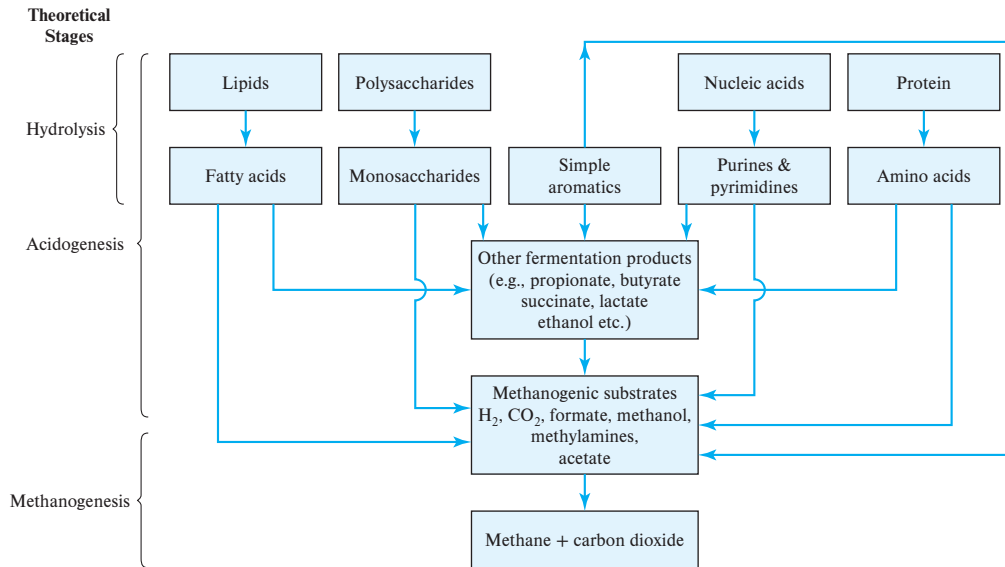 Theoretical
Stages
Lipids
Polysaccharides
Nucleic acids
Protein
Hydrolysis
Fatty acids
Monosaccharides
Simple
aromatics
Purines &
pyrimidines
Amino acids
Acidogenesis
Other fermentation products
(e.g., propionate, butyrate
succinate, lactate
ethanol etc.)
Methanogenic substrates
H₂, CO₂, formate, methanol,
methylamines,
acetate
Methanogenesis
Methane + carbon dioxide